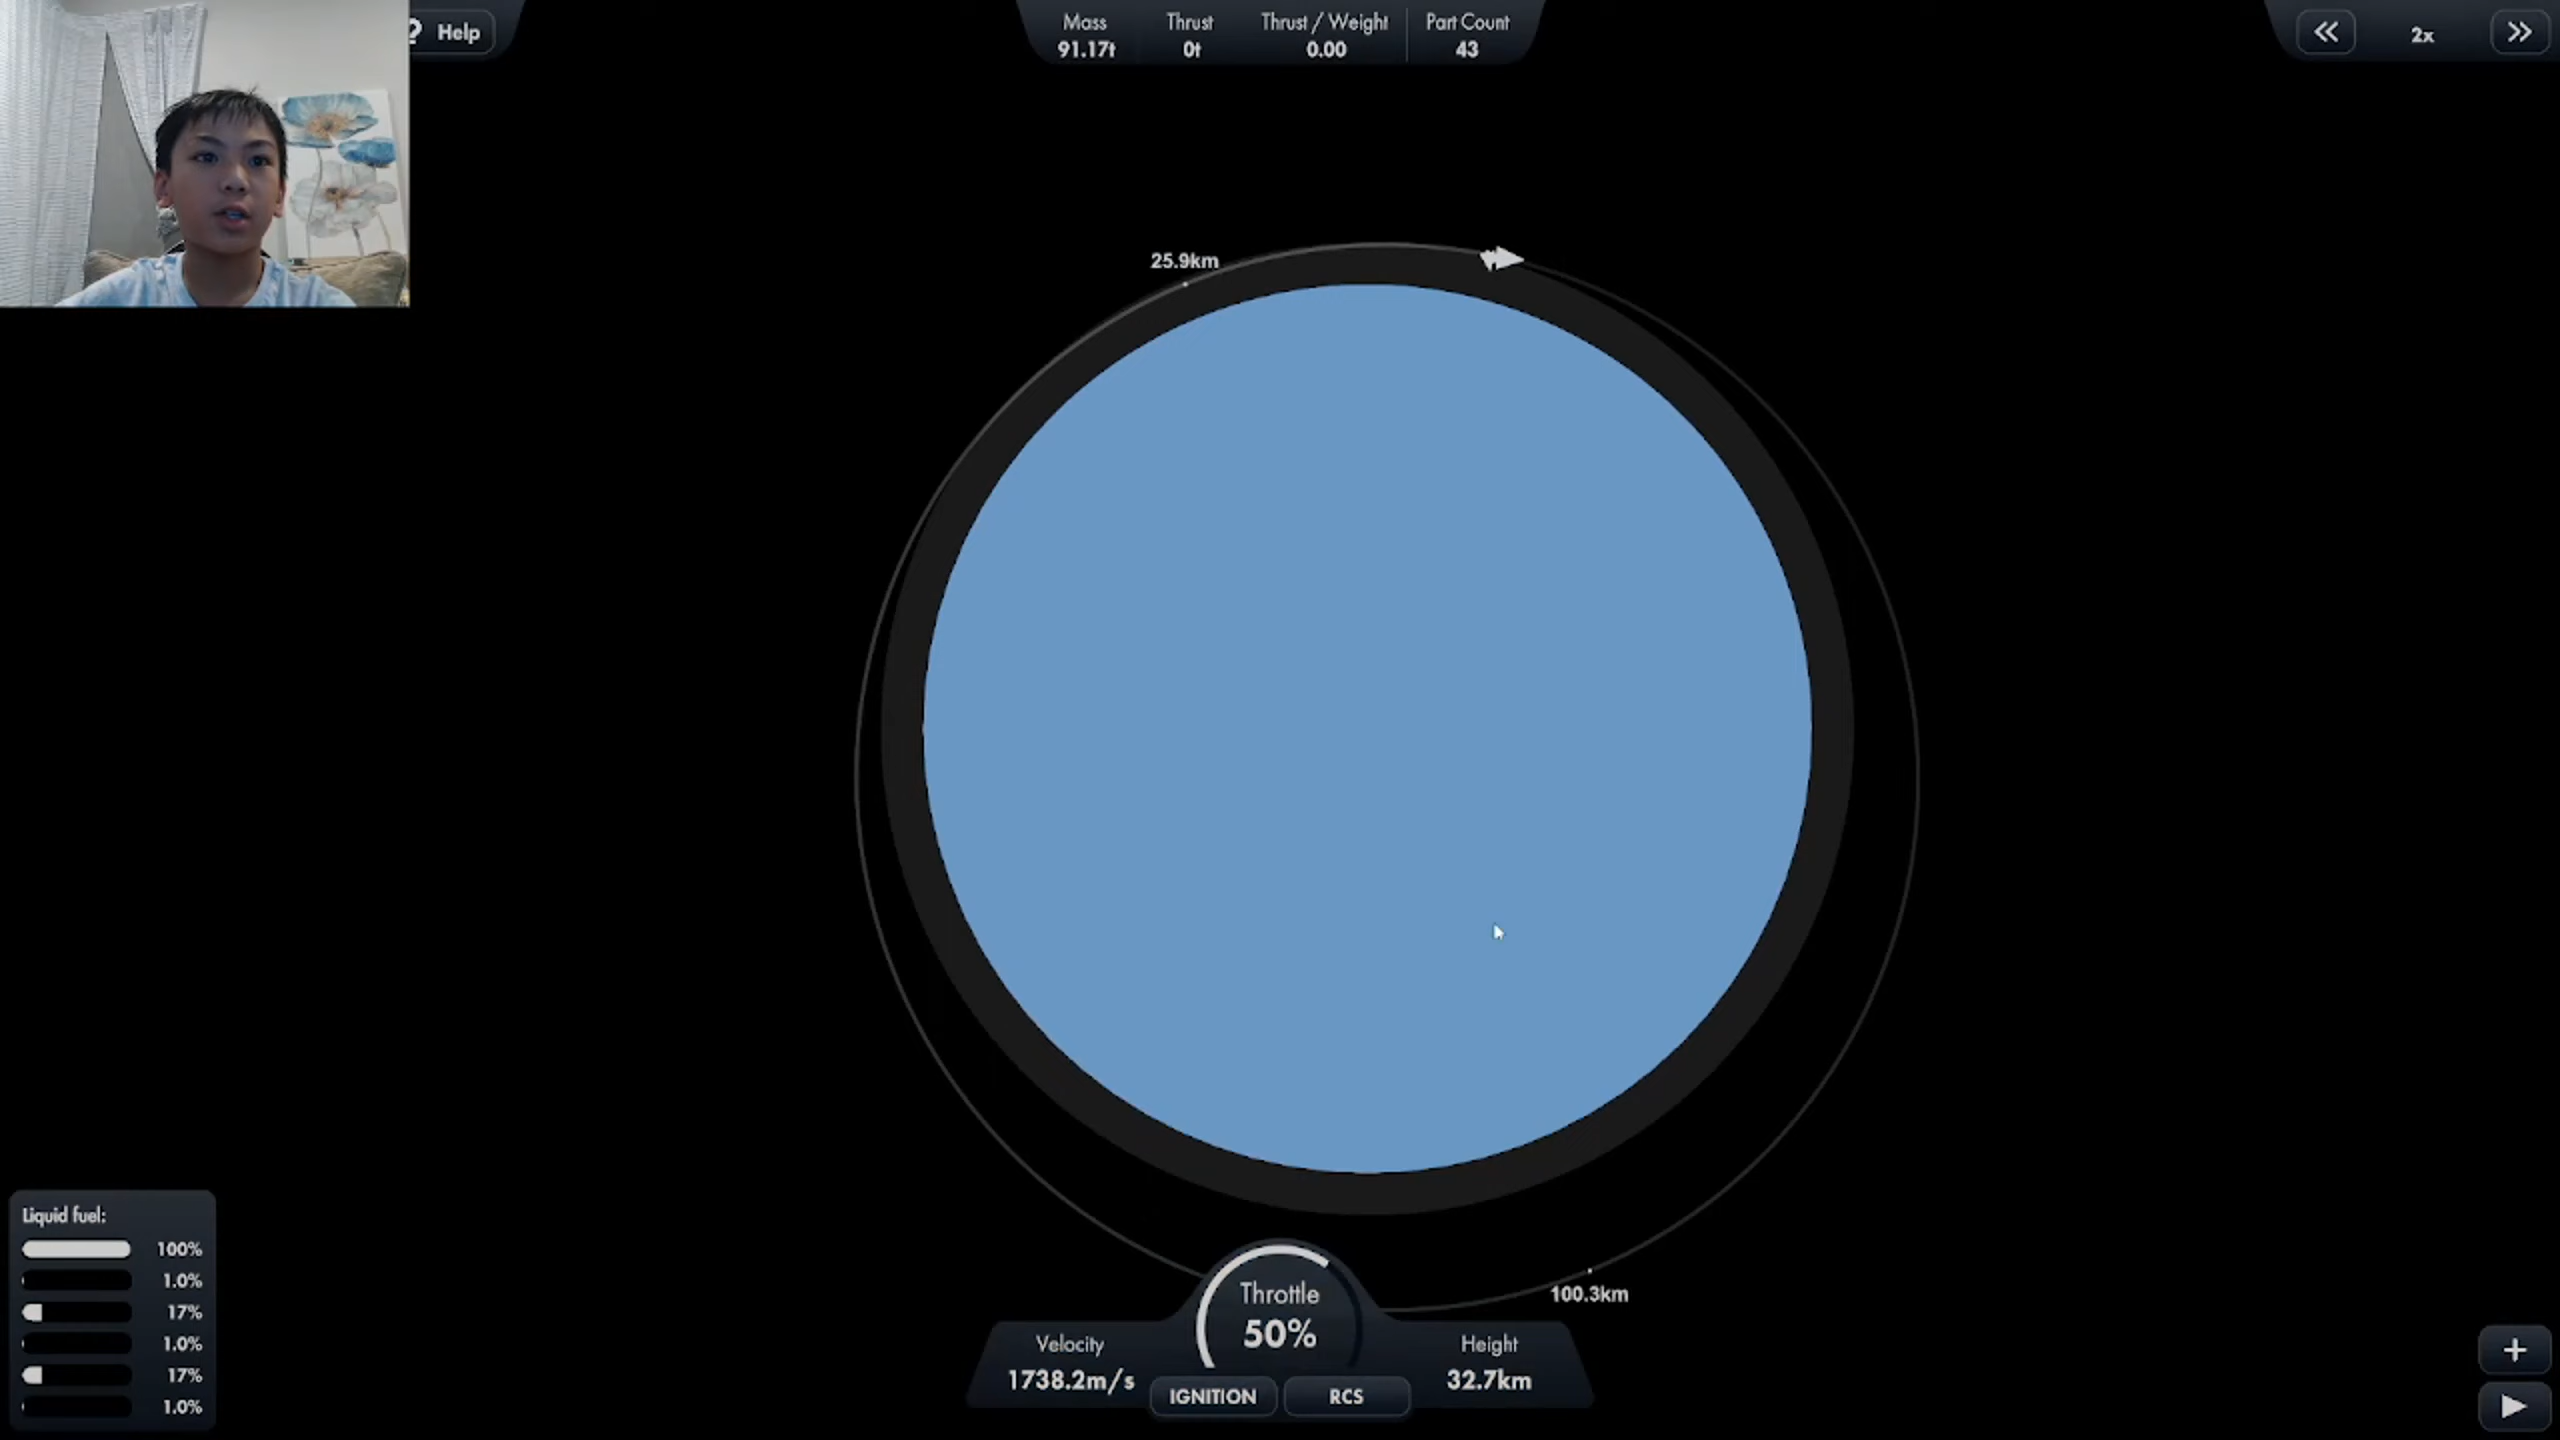 ? Help
Mass
91.17t
Thrust
0t
Thrust / Weight
0.00
Part Count
43
2x
25.9km
100.3km
Liquid fuel:
100%
1.0%
17%
1.0%
17%
1.0%
Throttle
50%
Velocity
1738.2m/s
Height
32.7km
IGNITION
RCS